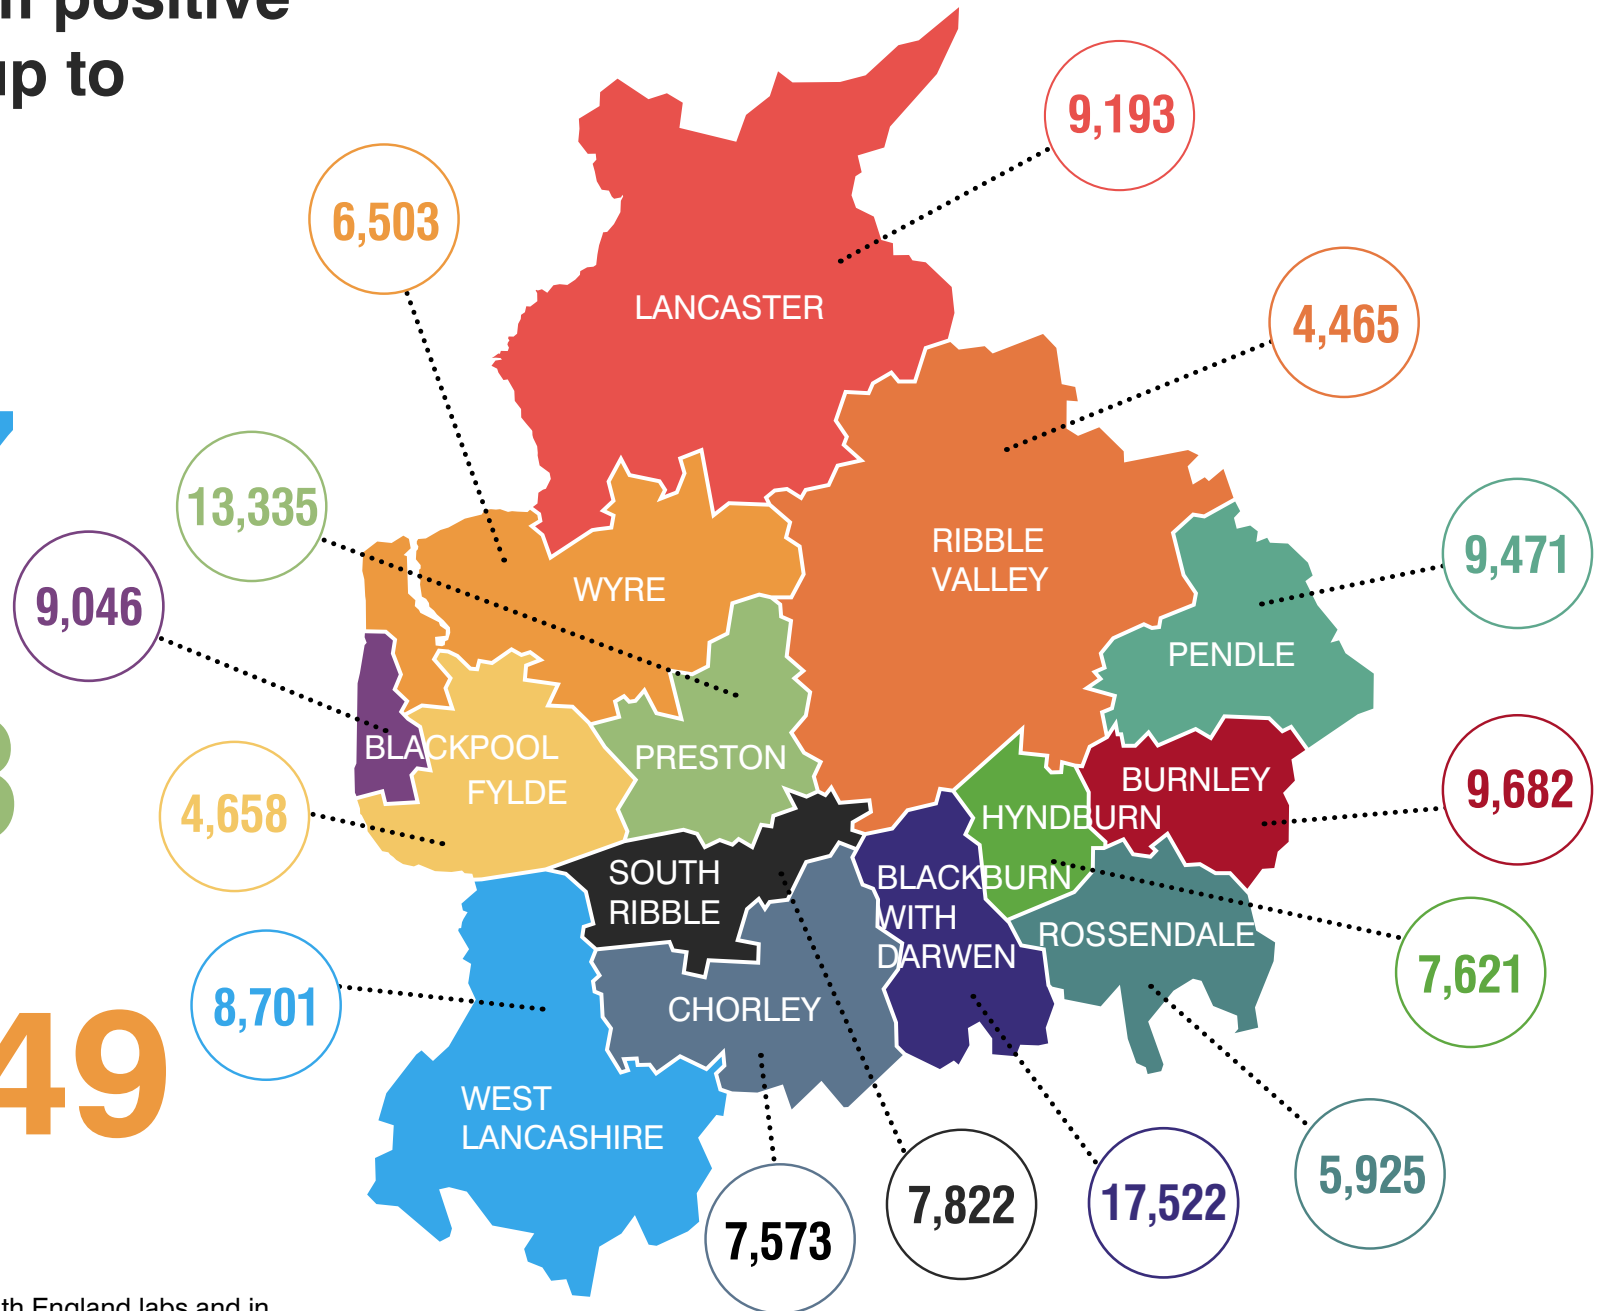 positive
up to
9,193
6,503
LANCASTER
4,465
13,335
RIBBLE
VALLEY
9,471
9,046
WYRE
PENDLE
BLACKPOOL
PRESTON
FYLDE
4,658
BURNLEY
9,682
HYNDBURN
SOUTH
RIBBLE
BLACKBURN
WITH
DARWEN
ROSSENDALE
7,621
8,701
CHORLEY
49
WEST
LANCASHIRE
7,573
7,822
17,522
5,925
England labs and in